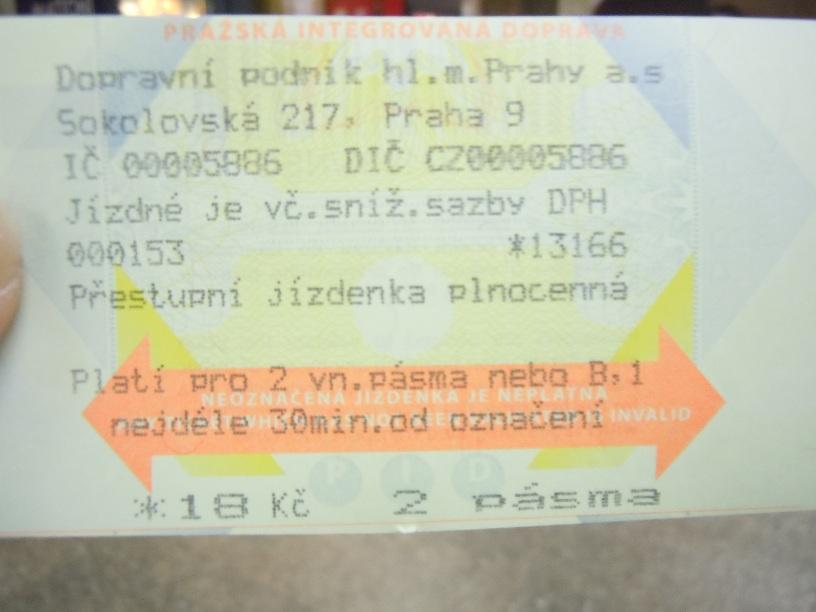 PRAŽSKÁ INTEGROVANÁ DOPRAVA
Dopravní podnik hl.m.Prahy a.s
Sokolovská 217, Praha 9
IČ 00005886 DIČ CZ00005886
Jízdné je vč.sníž.sazby DPH
000153 *13166
Přestupní jízdenka plnocenná
Platí pro 2 vn.pásma nebo B,1
NEOZNAČENÁ JÍZDENKA JE NEPLATNÁ
nejdéle 30min.od označení
INVALID
P I D
*18 Kč 2 pásma